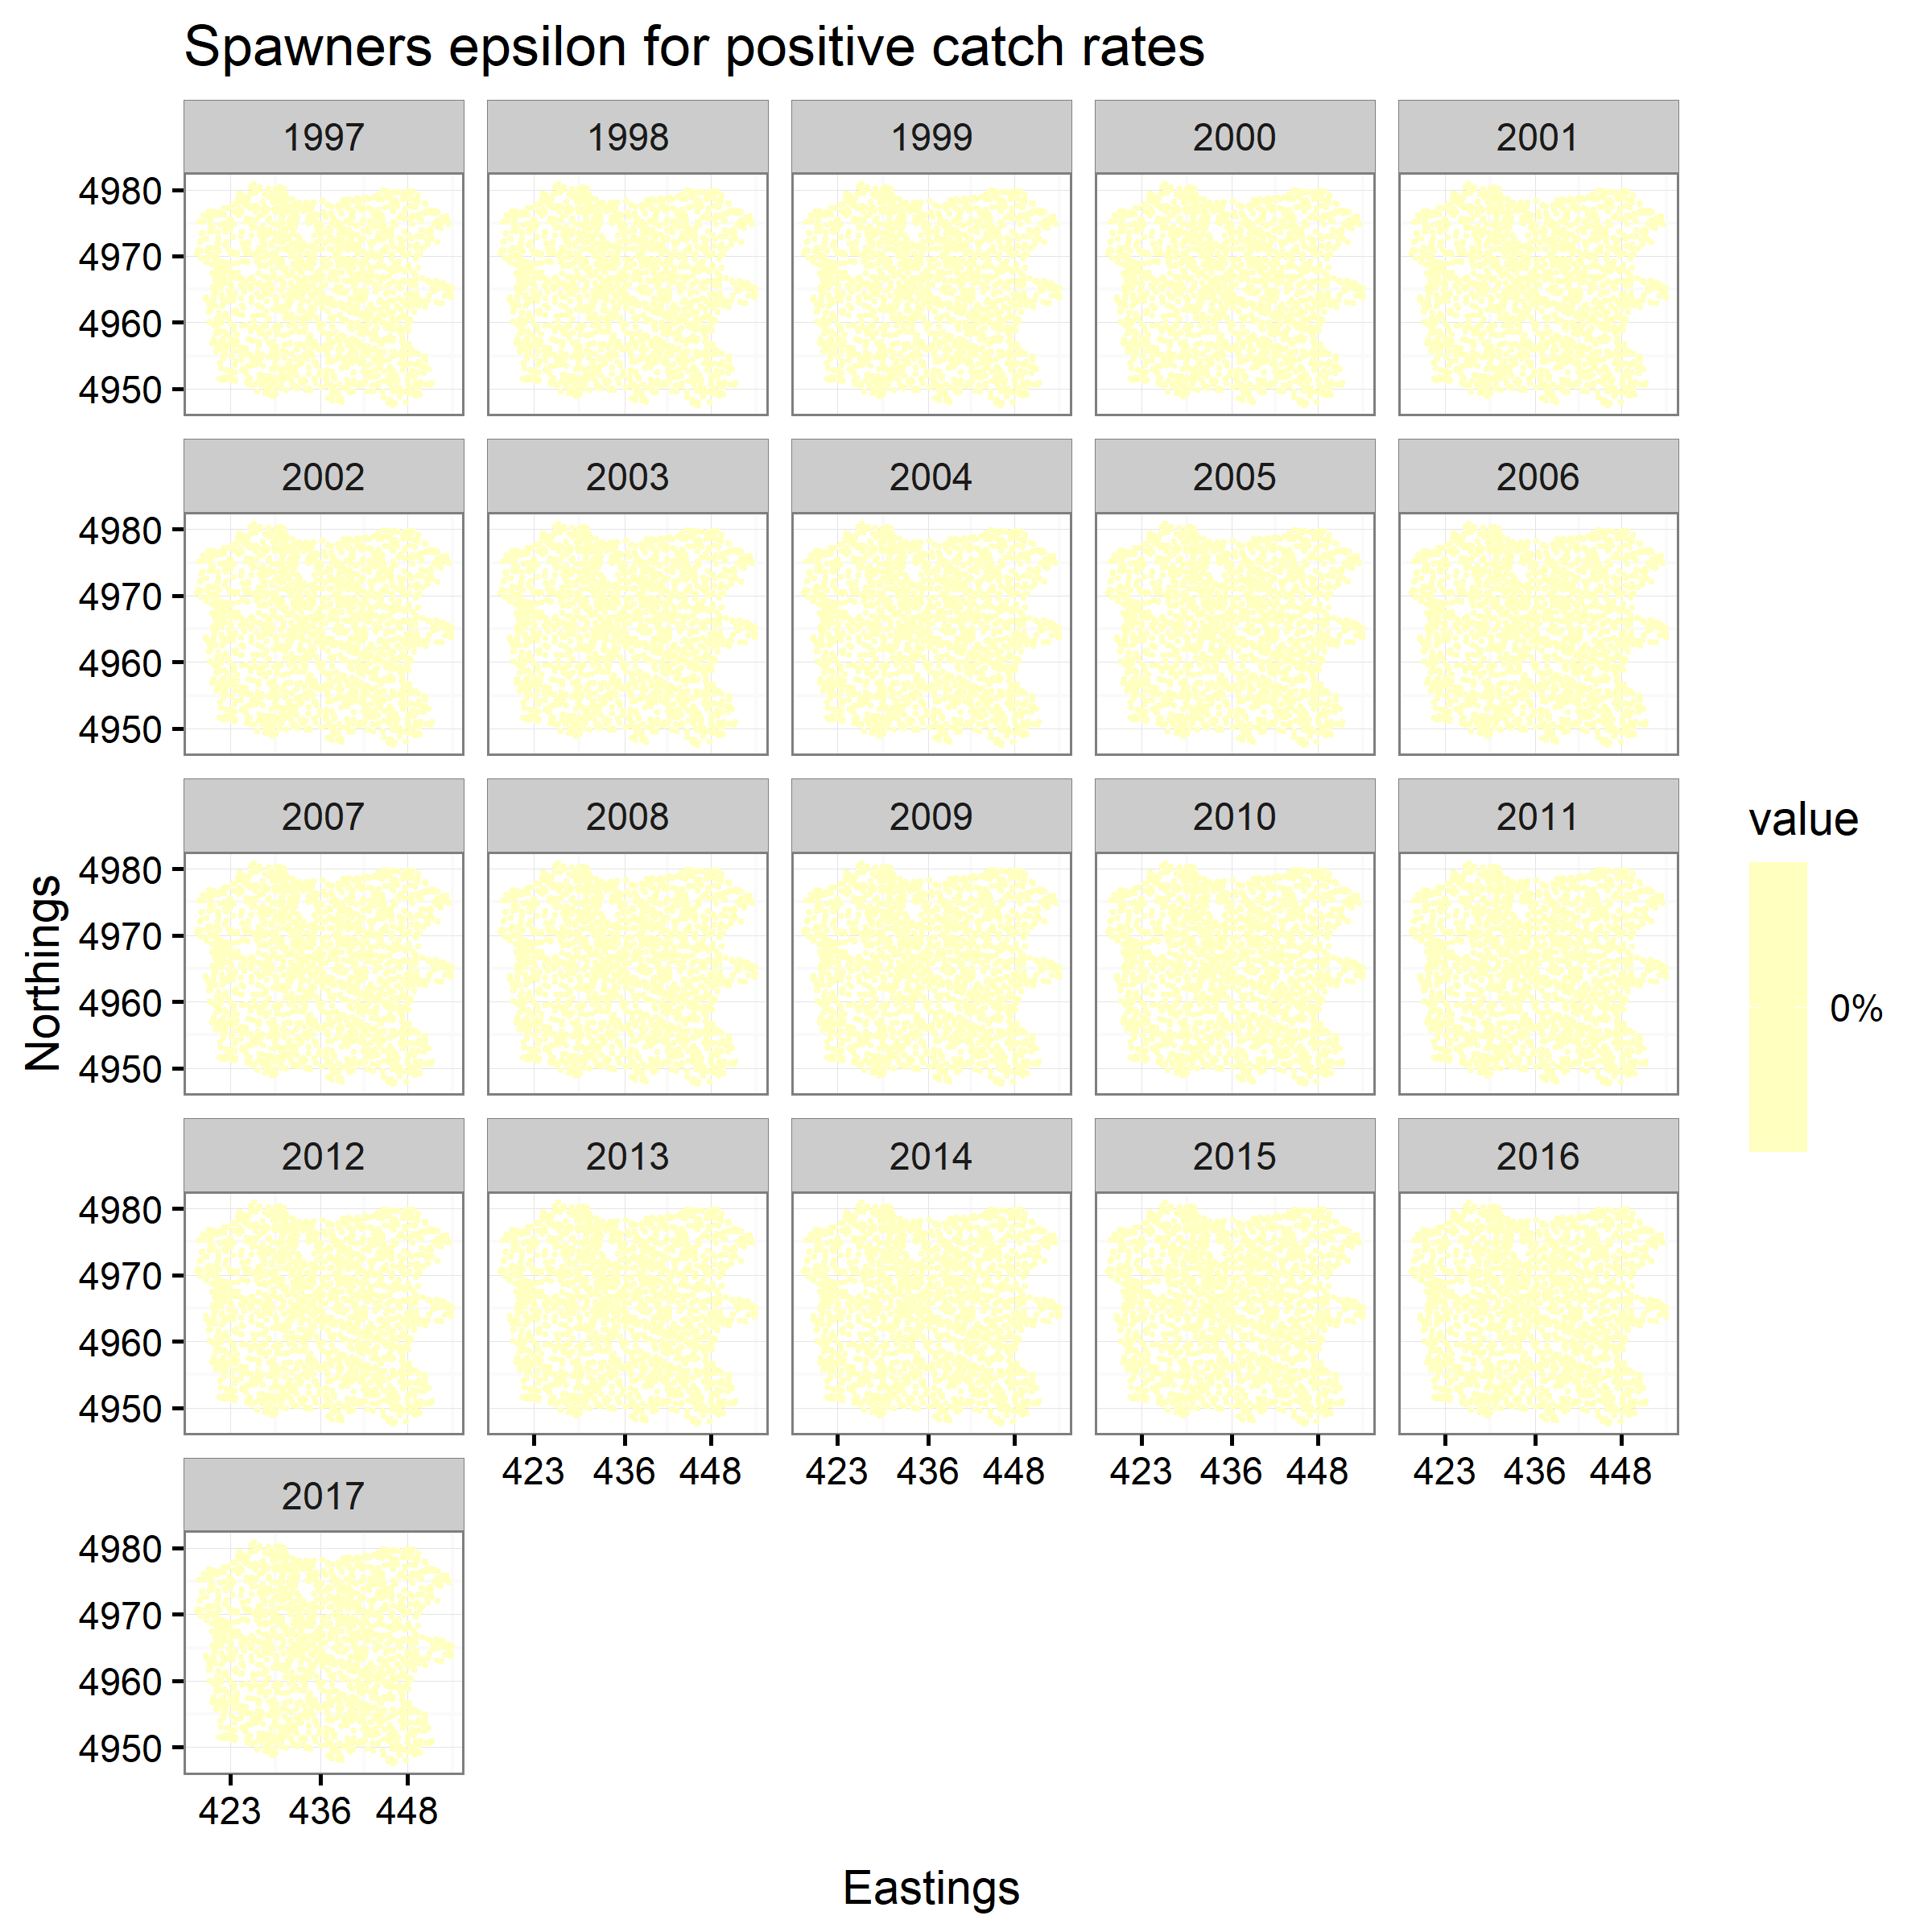 Spawners epsilon for positive catch rates
1997 1998 1999 2000 2001
4980
4970
4960
4950
2002 2003 2004 2005 2006
4980
4970
4960
4950
2007 2008 2009 2010 2011
4980
4970
4960
4950
2012 2013 2014 2015 2016
4980
4970
4960
4950
423 436 448 423 436 448 423 436 448 423 436 448
2017
4980
4970
4960
4950
423 436 448
Eastings
Northings
value
0%